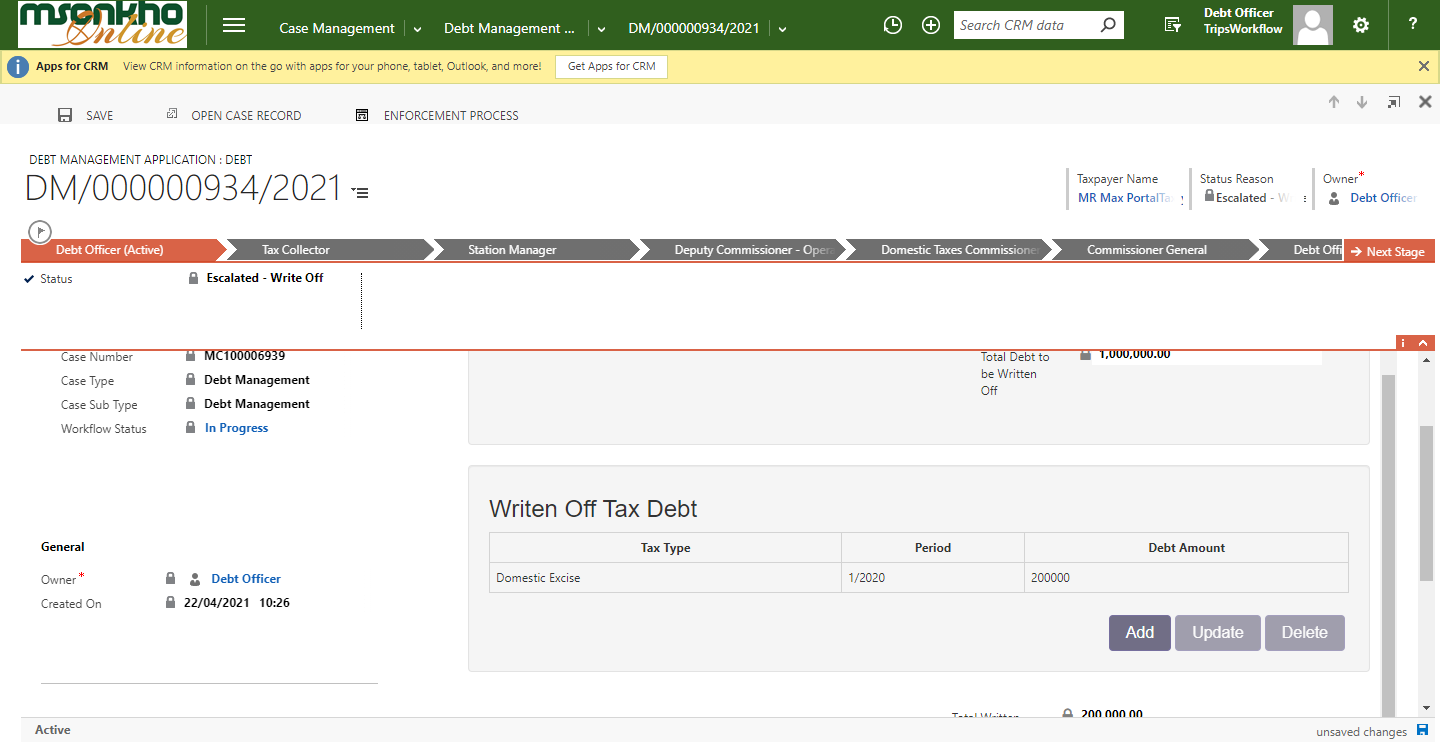 msonkho
Online
Case Management
Debt Management ...
DM/000000934/2021
Search CRM data
Debt Officer
TripsWorkflow
?
Apps for CRM View CRM information on the go with apps for your phone, tablet, Outlook, and more! Get Apps for CRM
SAVE OPEN CASE RECORD ENFORCEMENT PROCESS
DEBT MANAGEMENT APPLICATION : DEBT
DM/000000934/2021
Taxpayer Name
MR Max PortalTa
Status Reason
Escalated - W
Owner*
Debt Officer
Debt Officer (Active) Tax Collector Station Manager Deputy Commissioner - Oper Domestic Taxes Commissione Commissioner General Debt Offi Next Stage
Status Escalated - Write Off
Case Number MC100006939
Case Type Debt Management
Case Sub Type Debt Management
Workflow Status In Progress
Total Debt to
be Written
Off
1,000,000.00
Writen Off Tax Debt
Tax Type Period Debt Amount
Domestic Excise 1/2020 200000
Add Update Delete
General
Owner* Debt Officer
Created On 22/04/2021 10:26
Total Written 200,000.00
Active
unsaved changes